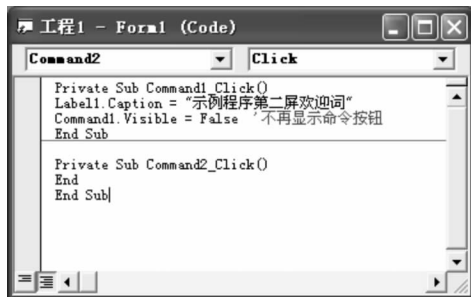 工程1 - Form1 (Code)
Command2 Click
Private Sub Command1_Click()
Label1.Caption = "示例程序第二屏欢迎词"
Command1.Visible = False '不再显示命令按钮
End Sub
Private Sub Command2_Click()
End
End Sub